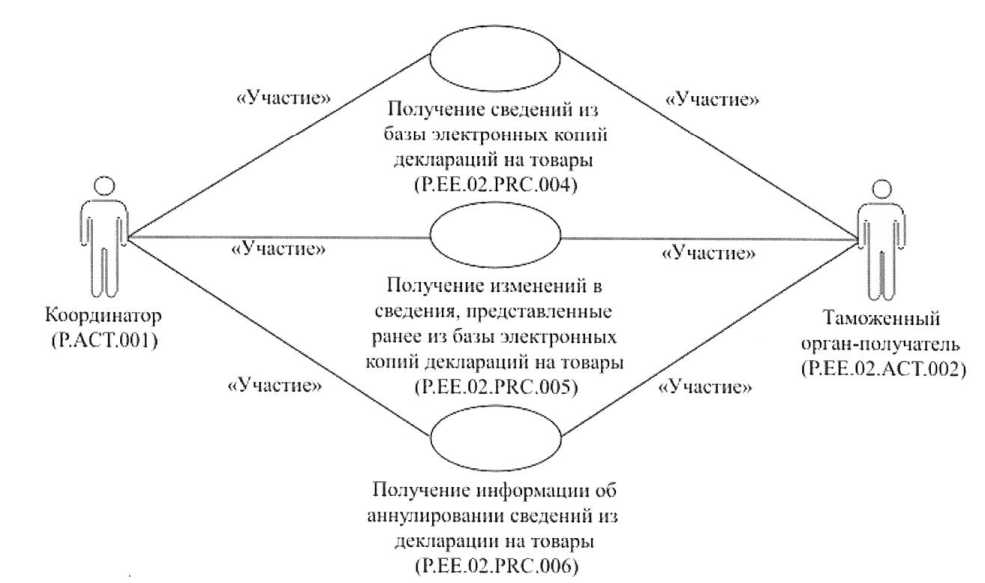 «Участие»
«Участие»
Получение сведений из
базы электронных копий
деклараций на товары
(P.EE.02.PRC.004)
«Участие»
«Участие»
Координатор
(P.ACT.001)
Получение изменений в
сведения, представленные
ранее из базы электронных
копий деклараций на товары
(P.EE.02.PRC.005)
Таможенный
орган-получатель
(P.EE.02.ACT.002)
«Участие»
«Участие»
Получение информации об
аннулировании сведений из
декларации на товары
(P.EE.02.PRC.006)